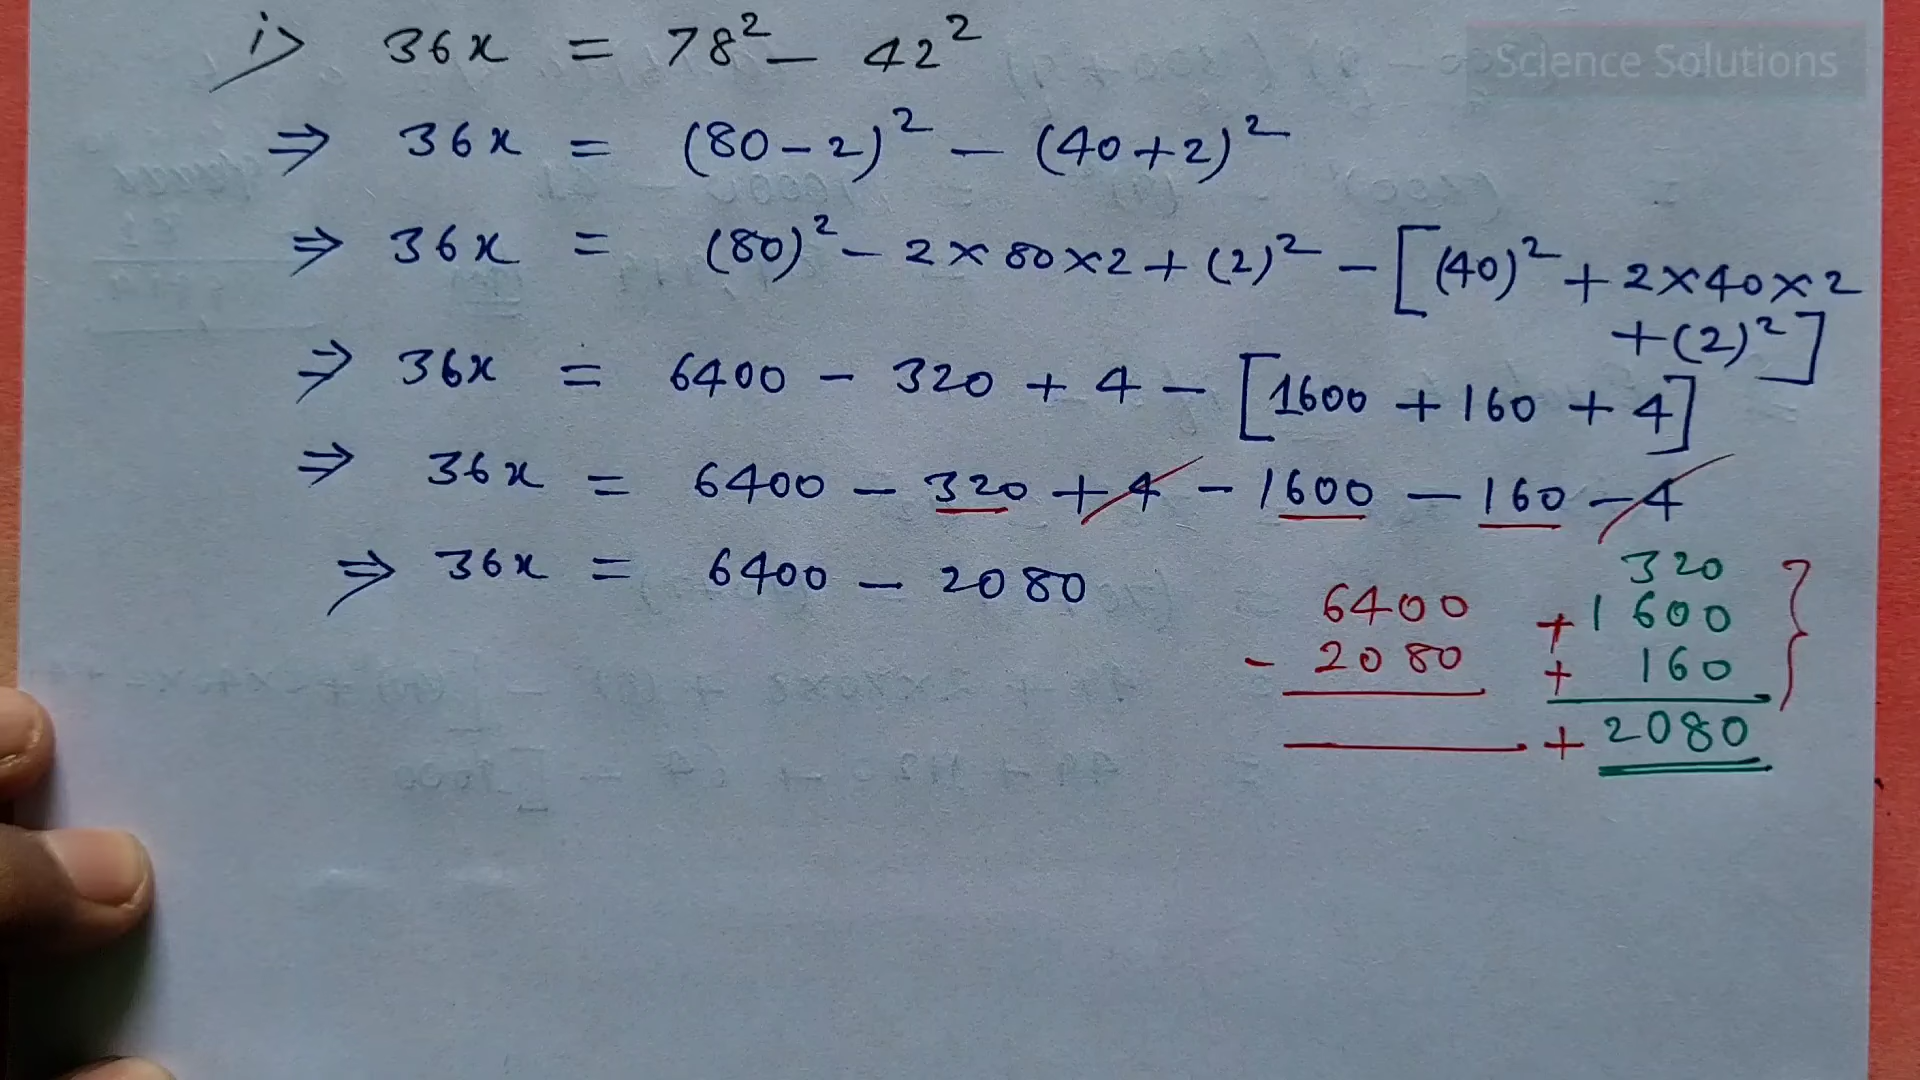 i> 36x = 78² - 42²
Science Solutions
⇒ 36x = (80-2)² - (40+2)²
⇒ 36x = (80)² - 2×80×2 + (2)² - [(40)² + 2×40×2
+(2)²]
⇒ 36x = 6400 - 320 + 4 - [1600 + 160 + 4]
⇒ 36x = 6400 - 320 + 4 - 1600 - 160 - 4
⇒ 36x = 6400 - 2080
6400
- 2080
320
+1600
+ 160
+ 2080